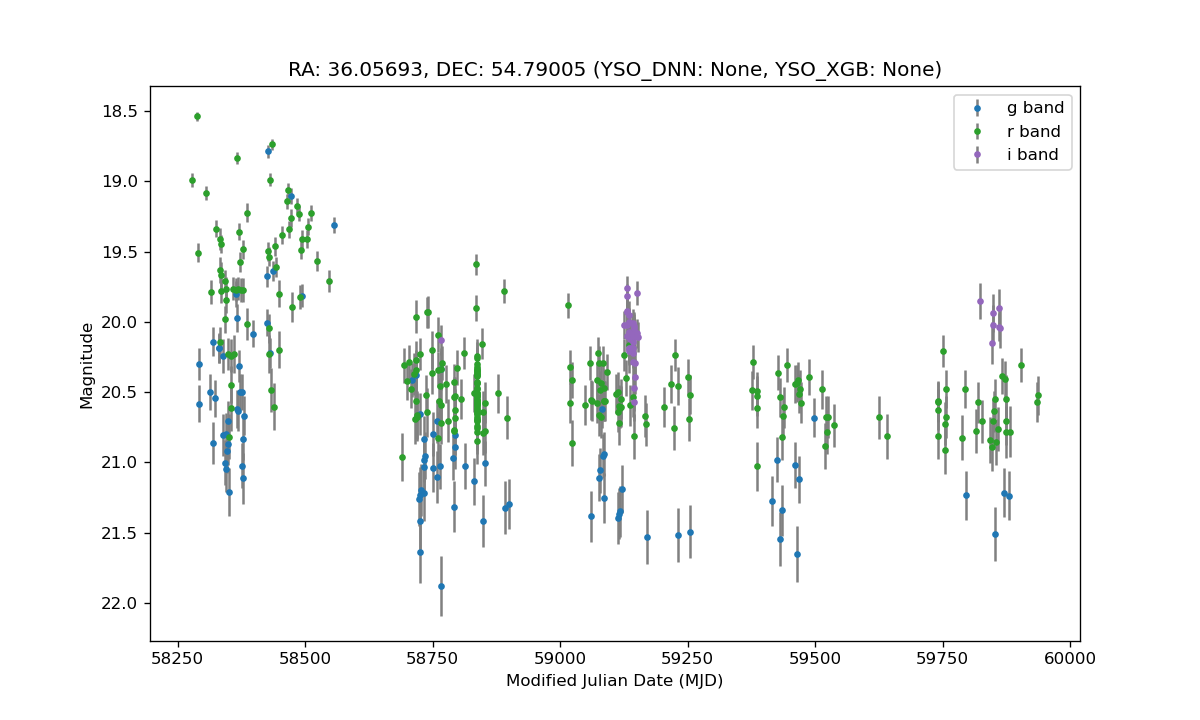 RA: 36.05693, DEC: 54.79005 (YSO_DNN: None, YSO_XGB: None)
g band
r band
i band
18.5
19.0
19.5
20.0
20.5
21.0
21.5
22.0
Magnitude
58250 58500 58750 59000 59250 59500 59750 60000
Modified Julian Date (MJD)